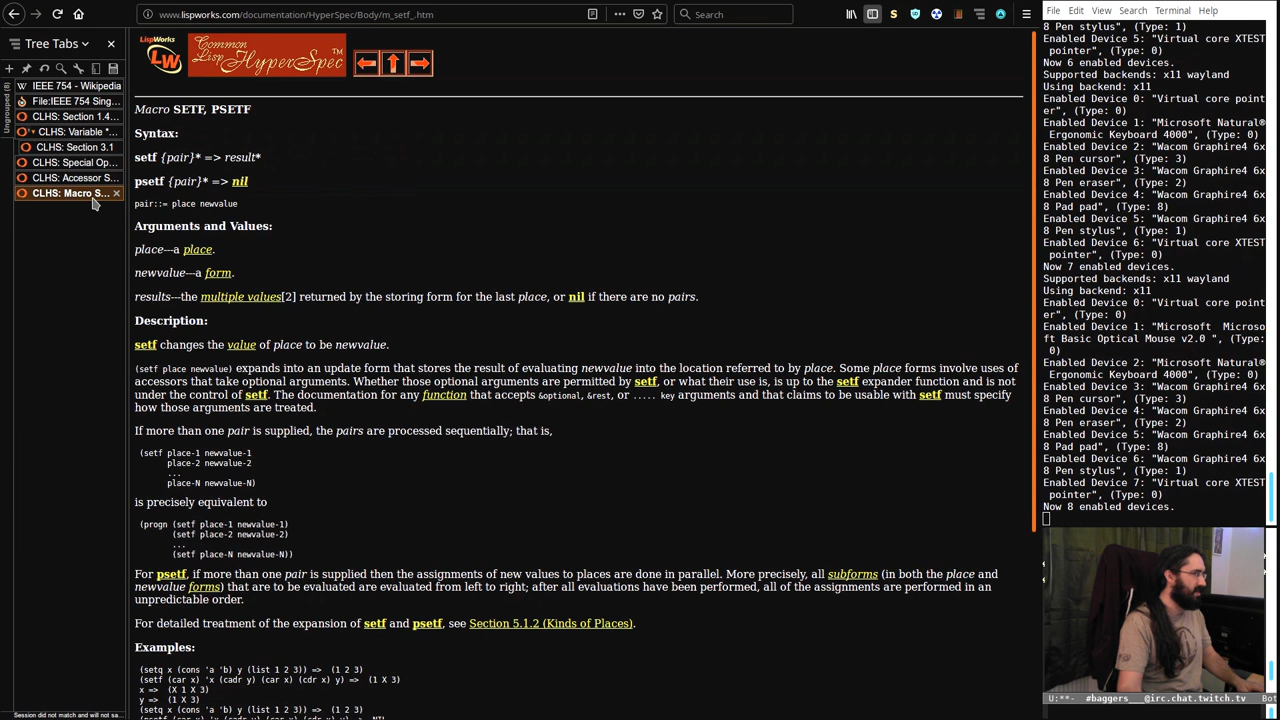 www.lispworks.com/documentation/HyperSpec/Body/m_setf_.htm
Search
Tree Tabs
Ungrouped (8)
IEEE 754 - Wikipedia
File:IEEE 754 Sing...
CLHS: Section 1.4...
CLHS: Variable *...
CLHS: Section 3.1
CLHS: Special Op...
CLHS: Accessor S...
CLHS: Macro S...
Session did not match and will not sa...
LispWorks
LW
Common
Lisp
HyperSpec
TM
Macro SETF, PSETF
Syntax:
setf {pair}* => result*
psetf {pair}* => nil
pair::= place newvalue
Arguments and Values:
place---a place.
newvalue---a form.
results---the multiple values[2] returned by the storing form for the last place, or nil if there are no pairs.
Description:
setf changes the value of place to be newvalue.
(setf place newvalue) expands into an update form that stores the result of evaluating newvalue into the location referred to by place. Some place forms involve uses of
accessors that take optional arguments. Whether those optional arguments are permitted by setf, or what their use is, is up to the setf expander function and is not
under the control of setf. The documentation for any function that accepts &optional, &rest, or ..... key arguments and that claims to be usable with setf must specify
how those arguments are treated.
If more than one pair is supplied, the pairs are processed sequentially; that is,
(setf place-1 newvalue-1
place-2 newvalue-2
...
place-N newvalue-N)
is precisely equivalent to
(progn (setf place-1 newvalue-1)
(setf place-2 newvalue-2)
...
(setf place-N newvalue-N))
For psetf, if more than one pair is supplied then the assignments of new values to places are done in parallel. More precisely, all subforms (in both the place and
newvalue forms) that are to be evaluated are evaluated from left to right; after all evaluations have been performed, all of the assignments are performed in an
unpredictable order.
For detailed treatment of the expansion of setf and psetf, see Section 5.1.2 (Kinds of Places).
Examples:
(setq x (cons 'a 'b) y (list 1 2 3)) => (1 2 3)
(setf (car x) 'x (cadr y) (car x) (cdr x) y) => (1 X 3)
x => (X 1 X 3)
y => (1 X 3)
(setq x (cons 'a 'b) y (list 1 2 3)) => (1 2 3)
File Edit View Search Terminal Help
8 Pen stylus", (Type: 1)
Enabled Device 5: "Virtual core XTEST
pointer", (Type: 0)
Now 6 enabled devices.
Supported backends: x11 wayland
Using backend: x11
Enabled Device 0: "Virtual core point
er", (Type: 0)
Enabled Device 1: "Microsoft Natural®
Ergonomic Keyboard 4000", (Type: 0)
Enabled Device 2: "Wacom Graphire4 6x
8 Pen cursor", (Type: 3)
Enabled Device 3: "Wacom Graphire4 6x
8 Pen eraser", (Type: 2)
Enabled Device 4: "Wacom Graphire4 6x
8 Pad pad", (Type: 8)
Enabled Device 5: "Wacom Graphire4 6x
8 Pen stylus", (Type: 1)
Enabled Device 6: "Virtual core XTEST
pointer", (Type: 0)
Now 7 enabled devices.
Supported backends: x11 wayland
Using backend: x11
Enabled Device 0: "Virtual core point
er", (Type: 0)
Enabled Device 1: "Microsoft  Microso
ft Basic Optical Mouse v2.0 ", (Type:
0)
Enabled Device 2: "Microsoft Natural®
Ergonomic Keyboard 4000", (Type: 0)
Enabled Device 3: "Wacom Graphire4 6x
8 Pen cursor", (Type: 3)
Enabled Device 4: "Wacom Graphire4 6x
8 Pen eraser", (Type: 2)
Enabled Device 5: "Wacom Graphire4 6x
8 Pad pad", (Type: 8)
Enabled Device 6: "Wacom Graphire4 6x
8 Pen stylus", (Type: 1)
Enabled Device 7: "Virtual core XTEST
pointer", (Type: 0)
Now 8 enabled devices.
U:**- #baggers___@irc.chat.twitch.tv Bot